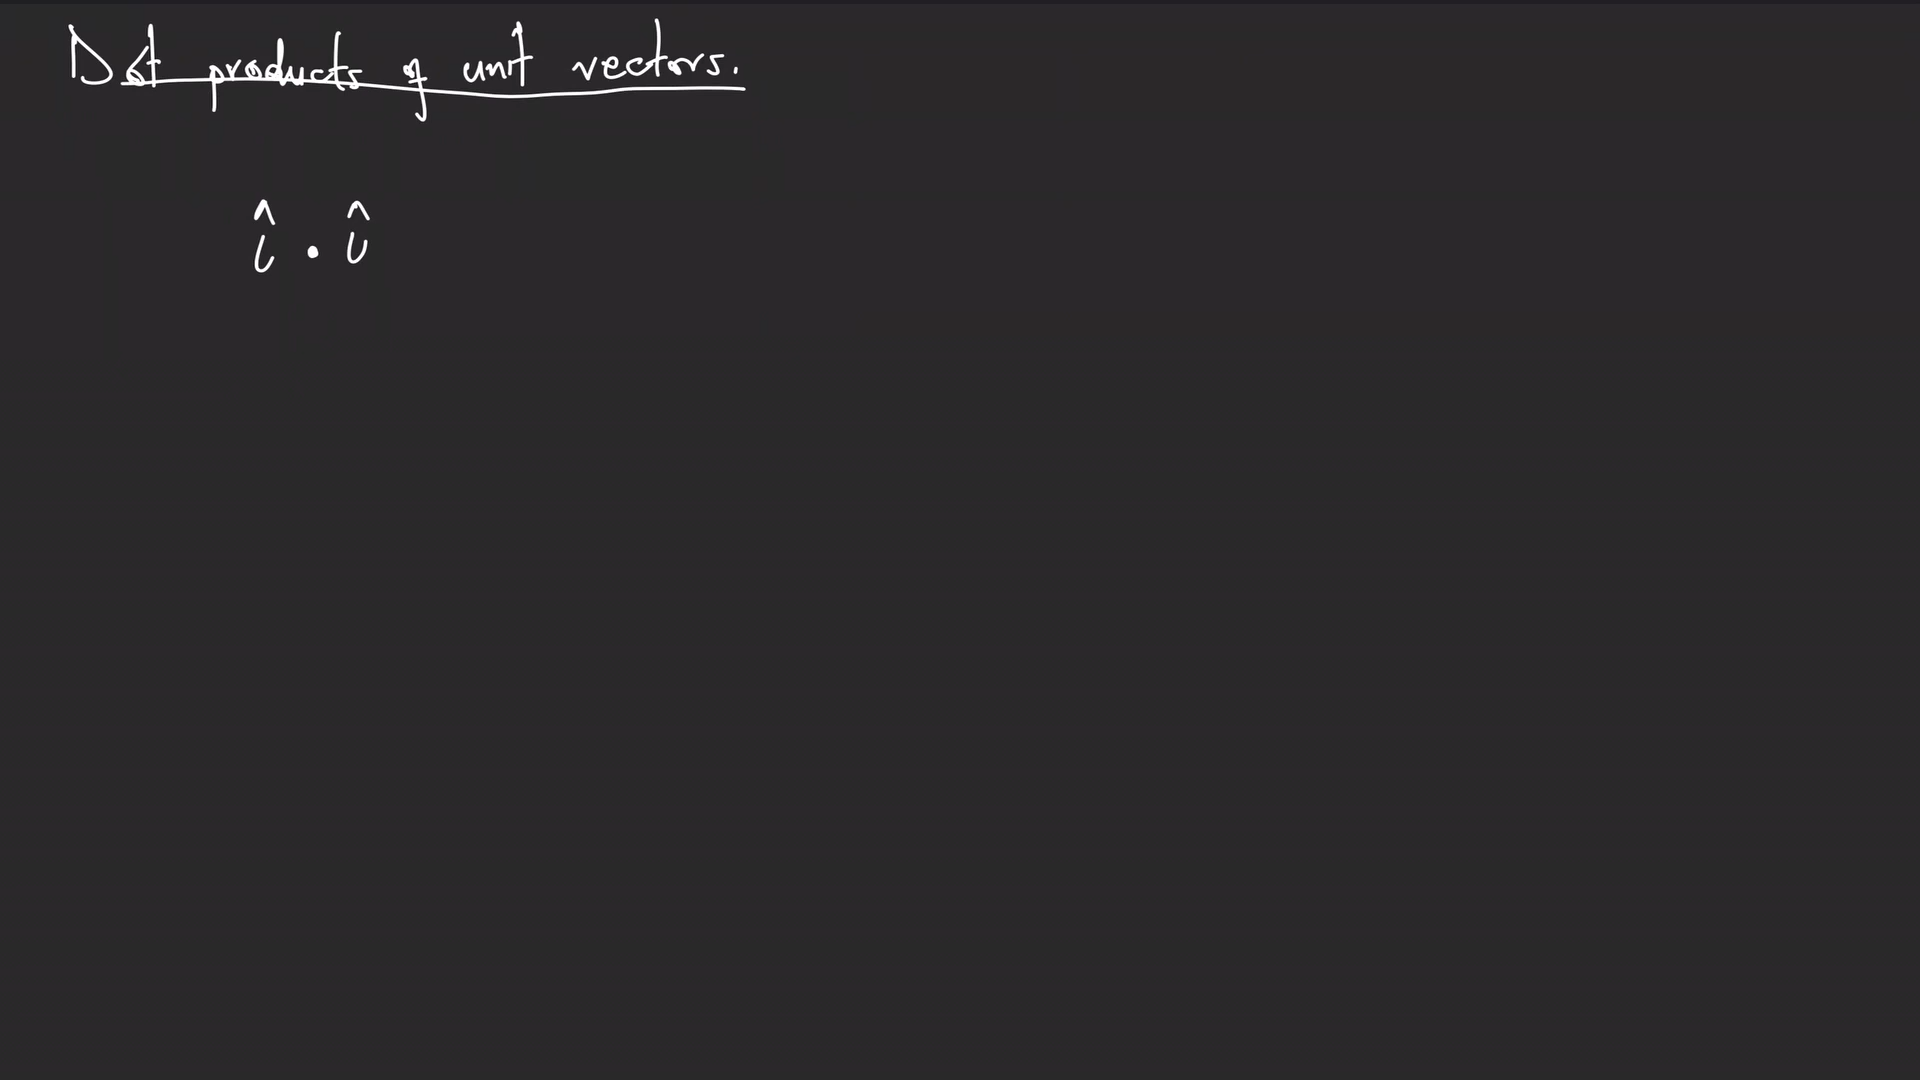 Dot products of unit vectors.
î . î